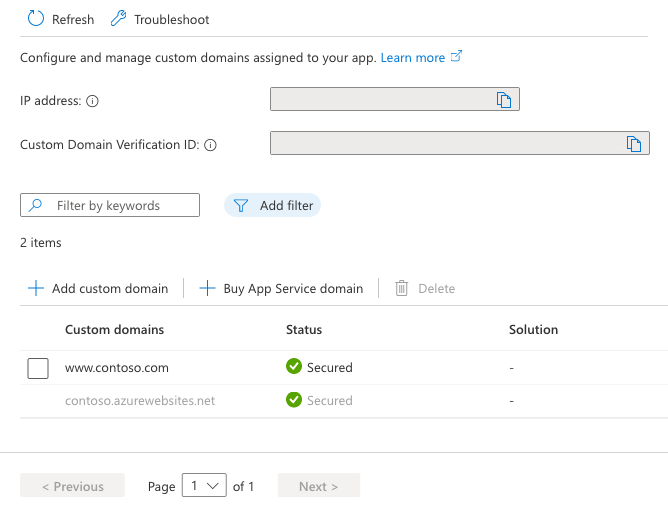 Refresh Troubleshoot
Configure and manage custom domains assigned to your app. Learn more
IP address:
Custom Domain Verification ID:
Filter by keywords Add filter
2 items
Add custom domain Buy App Service domain Delete
Custom domains Status Solution
www.contoso.com Secured -
contoso.azurewebsites.net Secured -
< Previous Page 1 of 1 Next >